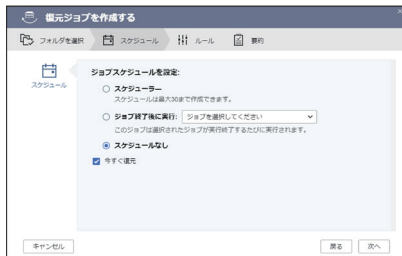 復元ジョブを作成する
フォルダを選択 スケジュール ルール 要約
スケジュール
ジョブスケジュールを設定:
スケジューラー
スケジュールは最大30まで作成できます。
ジョブ終了後に実行: ジョブを選択してください
このジョブは選択されたジョブが実行終了するたびに実行されます。
スケジュールなし
今すぐ復元
キャンセル 戻る 次へ